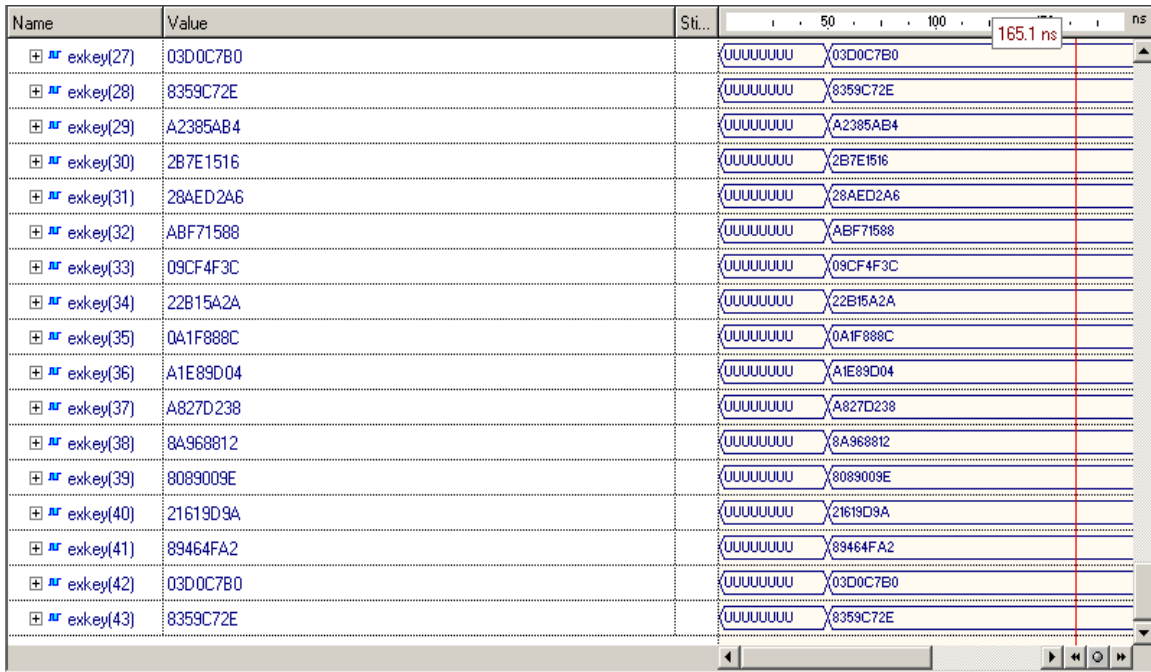 Name Value Sti... 50 100 ns
165.1 ns
exkey(27) 03D0C7B0 UUUUUUUU 03D0C7B0
exkey(28) 8359C72E UUUUUUUU 8359C72E
exkey(29) A2385AB4 UUUUUUUU A2385AB4
exkey(30) 2B7E1516 UUUUUUUU 2B7E1516
exkey(31) 28AED2A6 UUUUUUUU 28AED2A6
exkey(32) ABF71588 UUUUUUUU ABF71588
exkey(33) 09CF4F3C UUUUUUUU 09CF4F3C
exkey(34) 22B15A2A UUUUUUUU 22B15A2A
exkey(35) 0A1F888C UUUUUUUU 0A1F888C
exkey(36) A1E89D04 UUUUUUUU A1E89D04
exkey(37) A827D238 UUUUUUUU A827D238
exkey(38) 8A968812 UUUUUUUU 8A968812
exkey(39) 8089009E UUUUUUUU 8089009E
exkey(40) 21619D9A UUUUUUUU 21619D9A
exkey(41) 89464FA2 UUUUUUUU 89464FA2
exkey(42) 03D0C7B0 UUUUUUUU 03D0C7B0
exkey(43) 8359C72E UUUUUUUU 8359C72E